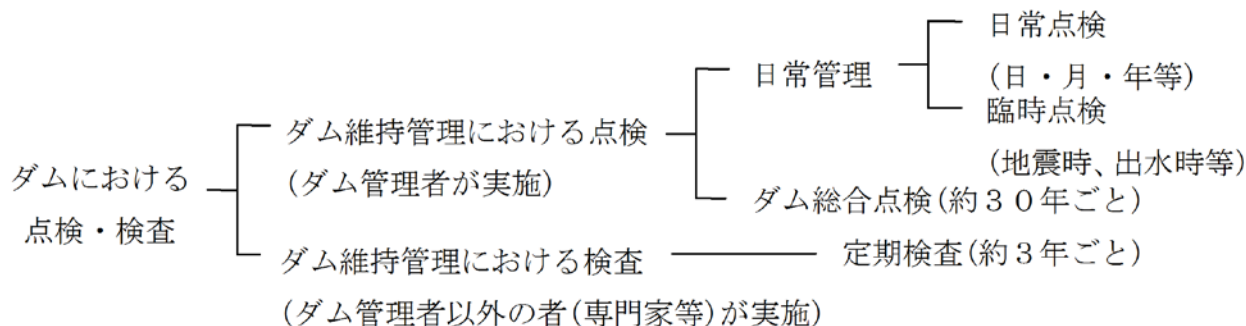 ダムにおける
点検・検査
ダム維持管理における点検
(ダム管理者が実施)
日常管理
日常点検
(日・月・年等)
臨時点検
(地震時、出水時等)
ダム総合点検(約３０年ごと)
ダム維持管理における検査
(ダム管理者以外の者(専門家等)が実施)
定期検査(約３年ごと)